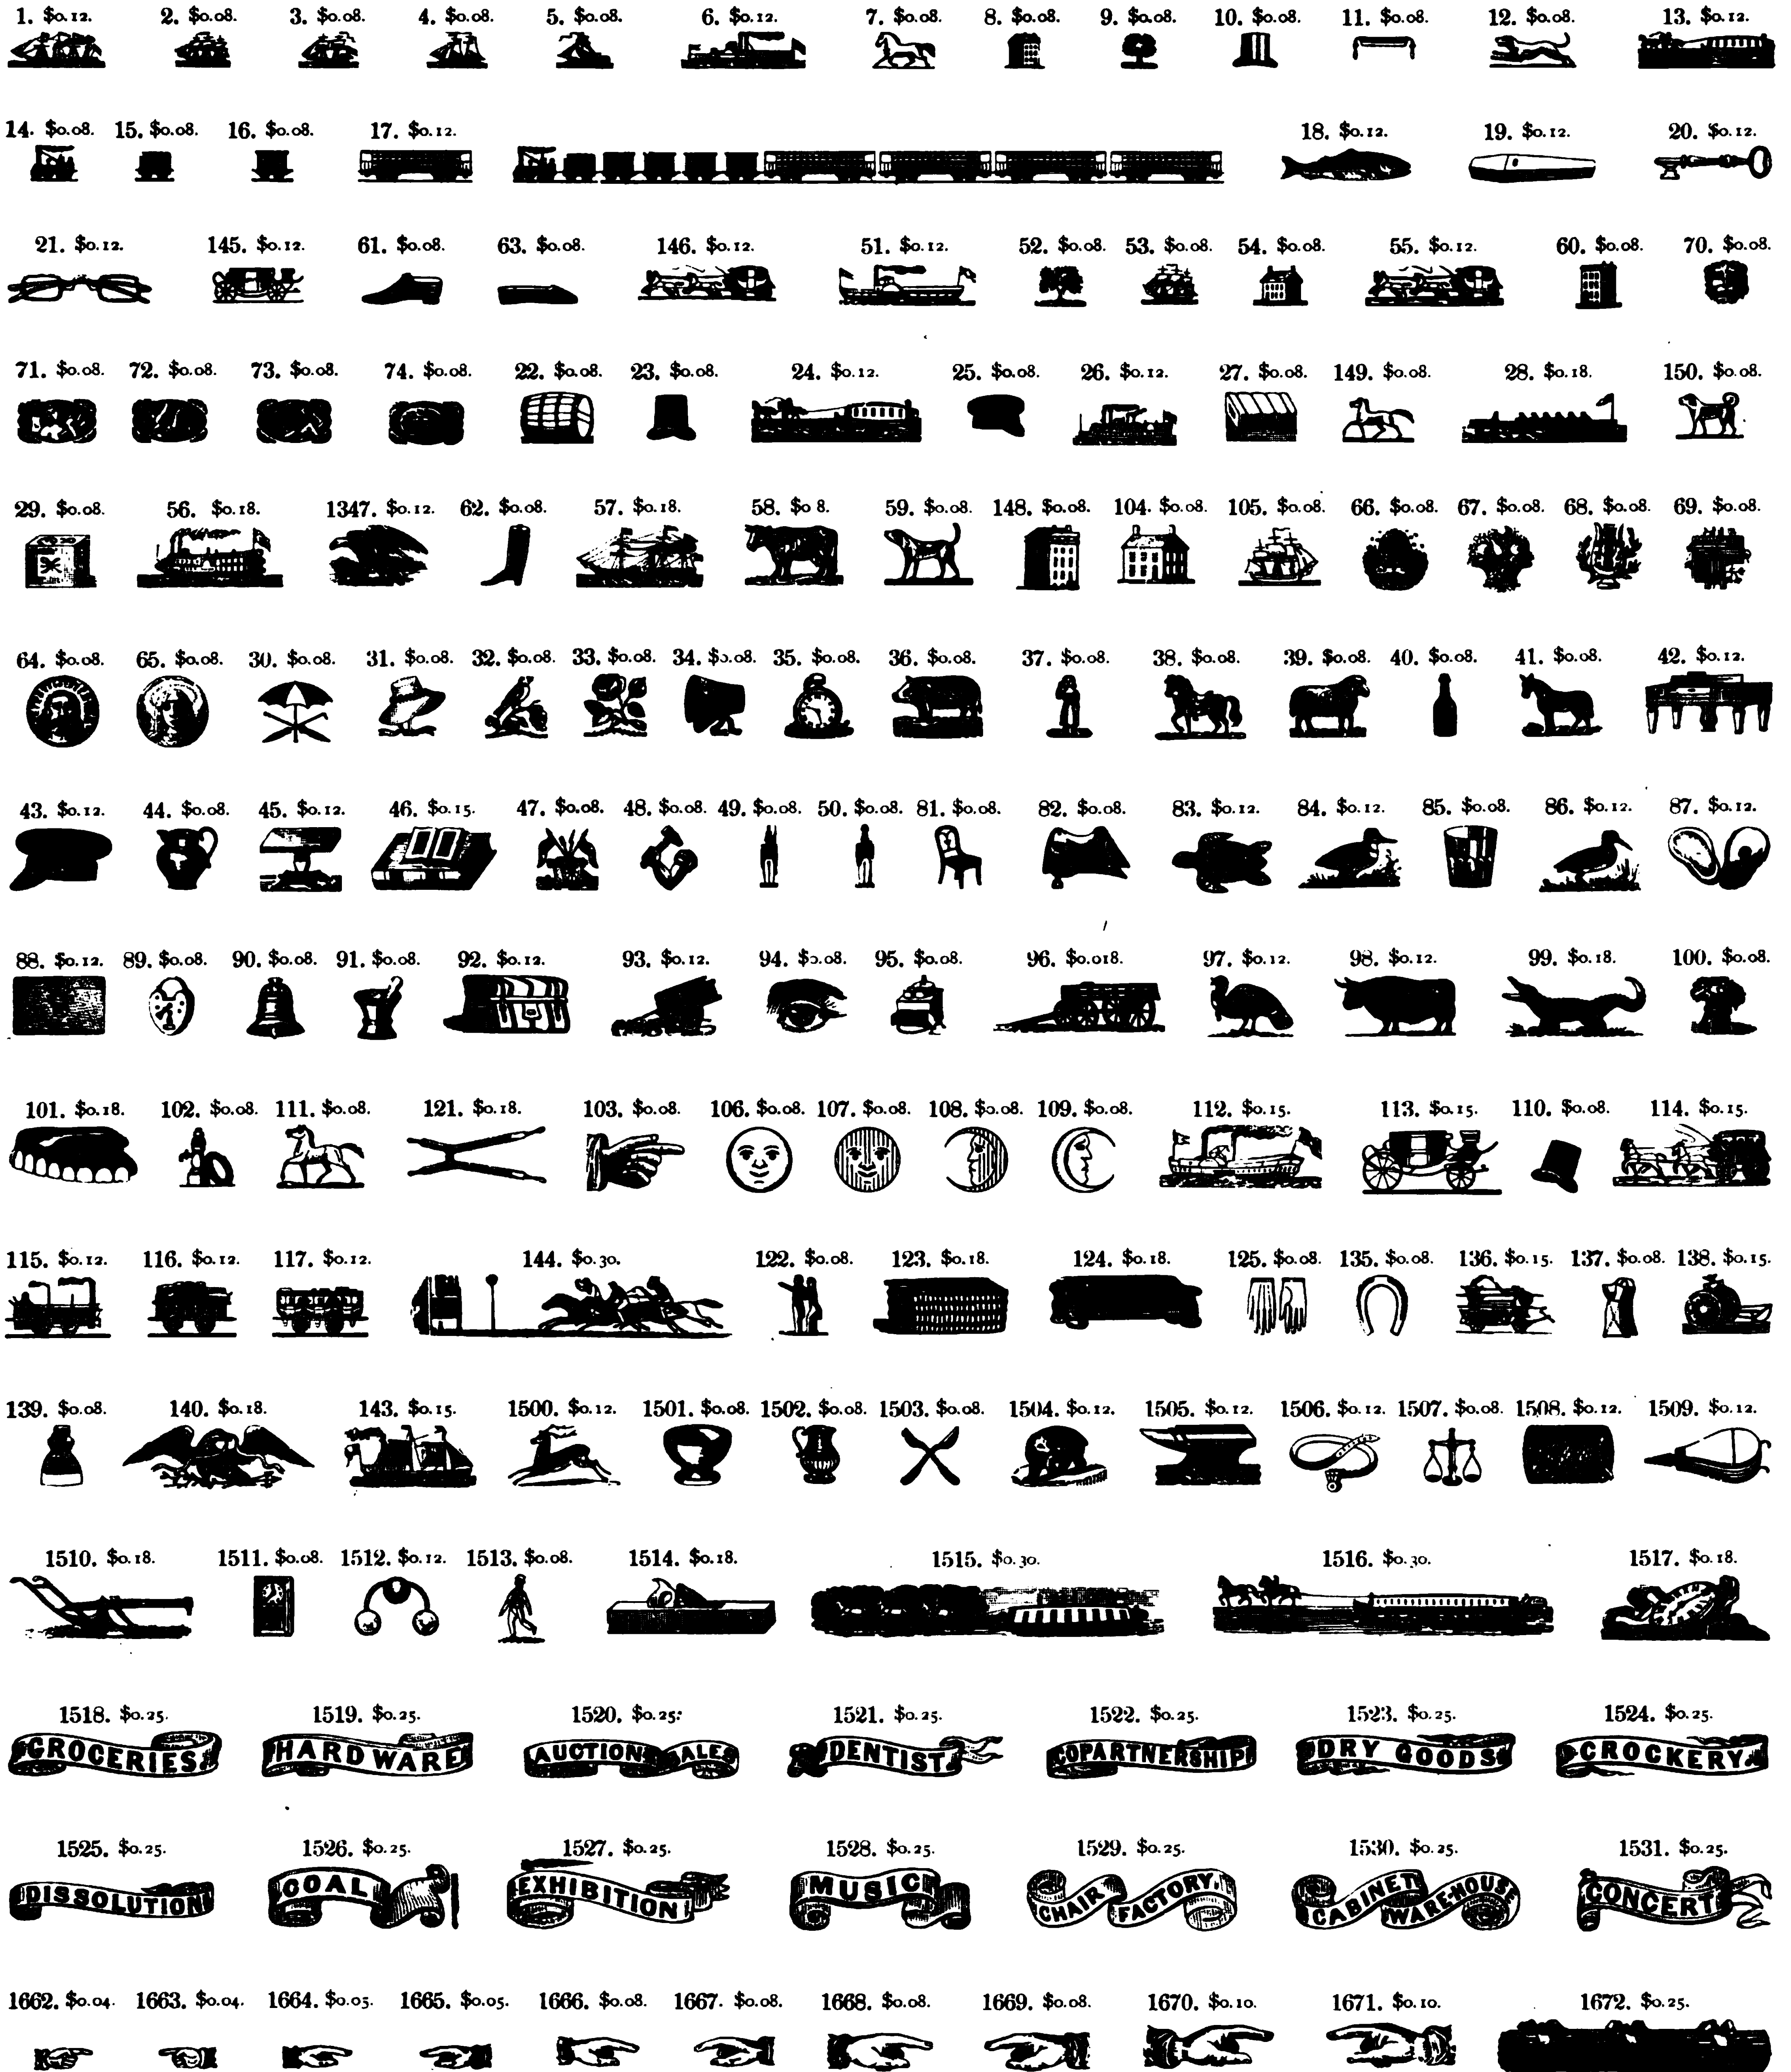 1. $0.12. 2. $0.08. 3. $0.08. 4. $0.08. 5. $0.08. 6. $0.12. 7. $0.08. 8. $0.08. 9. $0.08. 10. $0.08. 11. $0.08. 12. $0.08. 13. $0.12.
14. $0.08. 15. $0.08. 16. $0.08. 17. $0.12. 18. $0.12. 19. $0.12. 20. $0.12.
21. $0.12. 145. $0.12. 61. $0.08. 63. $0.08. 146. $0.12. 51. $0.12. 52. $0.08. 53. $0.08. 54. $0.08. 55. $0.12. 60. $0.08. 70. $0.08.
71. $0.08. 72. $0.08. 73. $0.08. 74. $0.08. 22. $0.08. 23. $0.08. 24. $0.12. 25. $0.08. 26. $0.12. 27. $0.08. 149. $0.08. 28. $0.18. 150. $0.08.
29. $0.08. 56. $0.18. 1347. $0.12. 62. $0.08. 57. $0.18. 58. $0 8. 59. $0.08. 148. $0.08. 104. $0.08. 105. $0.08. 66. $0.08. 67. $0.08. 68. $0.08. 69. $0.08.
64. $0.08. 65. $0.08. 30. $0.08. 31. $0.08. 32. $0.08. 33. $0.08. 34. $0.08. 35. $0.08. 36. $0.08. 37. $0.08. 38. $0.08. 39. $0.08. 40. $0.08. 41. $0.08. 42. $0.12.
43. $0.12. 44. $0.08. 45. $0.12. 46. $0.15. 47. $0.08. 48. $0.08. 49. $0.08. 50. $0.08. 81. $0.08. 82. $0.08. 83. $0.12. 84. $0.12. 85. $0.08. 86. $0.12. 87. $0.12.
88. $0.12. 89. $0.08. 90. $0.08. 91. $0.08. 92. $0.12. 93. $0.12. 94. $0.08. 95. $0.08. 96. $0.018. 97. $0.12. 98. $0.12. 99. $0.18. 100. $0.08.
101. $0.18. 102. $0.08. 111. $0.08. 121. $0.18. 103. $0.08. 106. $0.08. 107. $0.08. 108. $0.08. 109. $0.08. 112. $0.15. 113. $0.15. 110. $0.08. 114. $0.15.
115. $0.12. 116. $0.12. 117. $0.12. 144. $0.30. 122. $0.08. 123. $0.18. 124. $0.18. 125. $0.08. 135. $0.08. 136. $0.15. 137. $0.08. 138. $0.15.
139. $0.08. 140. $0.18. 143. $0.15. 1500. $0.12. 1501. $0.08. 1502. $0.08. 1503. $0.08. 1504. $0.12. 1505. $0.12. 1506. $0.12. 1507. $0.08. 1508. $0.12. 1509. $0.12.
1510. $0.18. 1511. $0.08. 1512. $0.12. 1513. $0.08. 1514. $0.18. 1515. $0.30. 1516. $0.30. 1517. $0.18.
1518. $0.25. 1519. $0.25. 1520. $0.25. 1521. $0.25. 1522. $0.25. 1523. $0.25. 1524. $0.25.
GROCERIES HARDWARE AUCTION SALES DENTIST COPARTNERSHIP DRY GOODS CROCKERY
1525. $0.25. 1526. $0.25. 1527. $0.25. 1528. $0.25. 1529. $0.25. 1530. $0.25. 1531. $0.25.
DISSOLUTION COAL EXHIBITION MUSIC CHAIR FACTORY. CABINET WARE-HOUSE CONCERT
1662. $0.04. 1663. $0.04. 1664. $0.05. 1665. $0.05. 1666. $0.08. 1667. $0.08. 1668. $0.08. 1669. $0.08. 1670. $0.10. 1671. $0.10. 1672. $0.25.